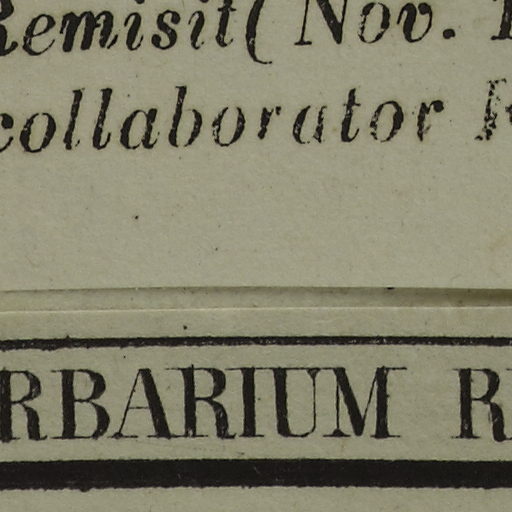 Remisit( Nov.
collaborator
RBARIUM R